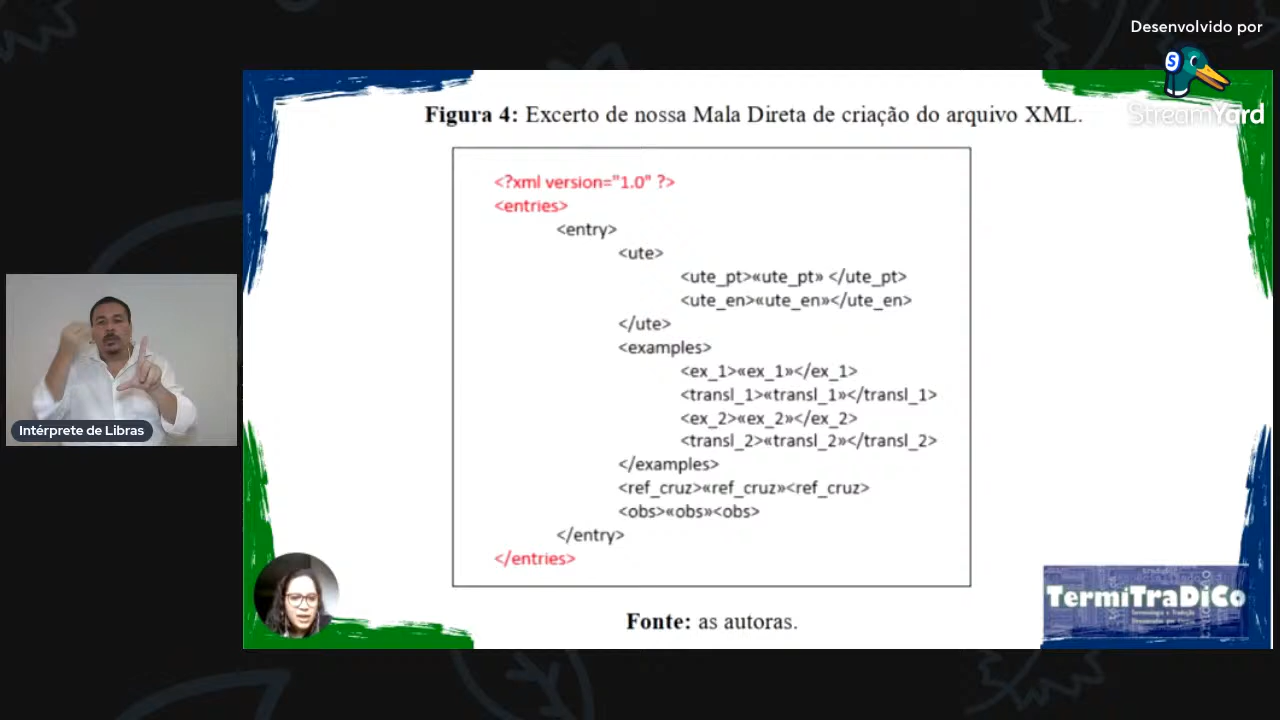 Desenvolvido por
StreamYard
Figura 4: Excerto de nossa Mala Direta de criação do arquivo XML.
<?xml version="1.0" ?>
<entries>
<entry>
<ute>
<ute_pt>«ute_pt» </ute_pt>
<ute_en>«ute_en»</ute_en>
</ute>
<examples>
<ex_1>«ex_1»</ex_1>
<transl_1>«transl_1»</transl_1>
<ex_2>«ex_2»</ex_2>
<transl_2>«transl_2»</transl_2>
</examples>
<ref_cruz>«ref_cruz»<ref_cruz>
<obs>«obs»<obs>
</entry>
</entries>
Intérprete de Libras
TermiTraDiCo
Fonte: as autoras.